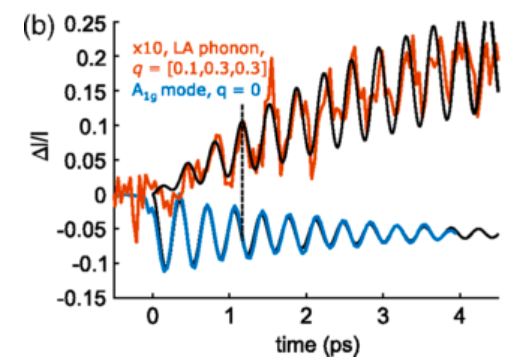 (b)
0.25
0.2
0.15
0.1
0.05
0
-0.05
-0.1
-0.15
ΔI/I
x10, LA phonon,
q = [0.1,0.3,0.3]
A1g mode, q = 0
0 1 2 3 4
time (ps)